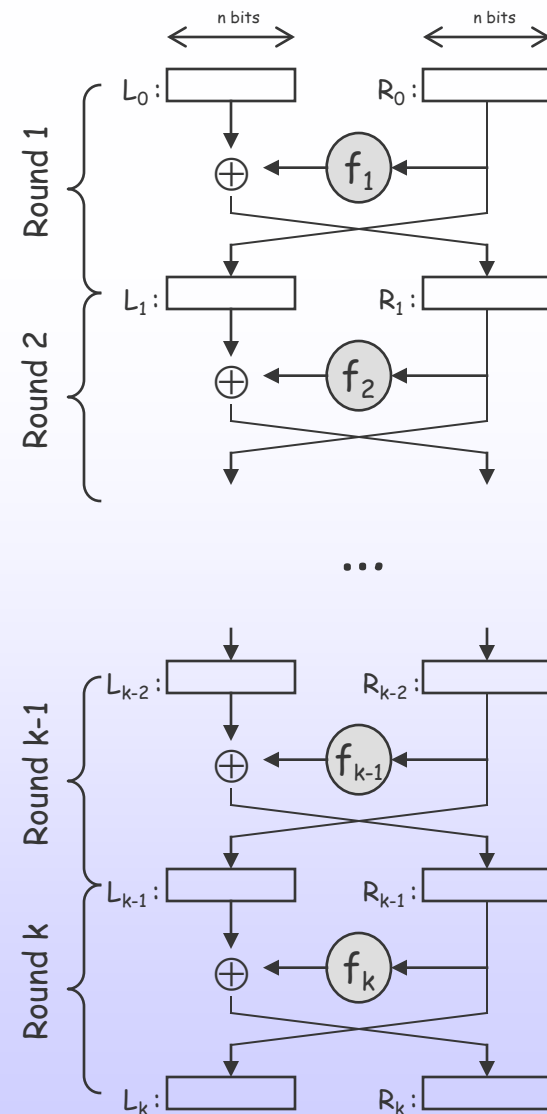 n bits n bits
L₀: R₀:
Round 1
f₁
⊕
L₁: R₁:
Round 2
f₂
⊕
...
Lₖ₋₂: Rₖ₋₂:
Round k-1
fₖ₋₁
⊕
Lₖ₋₁: Rₖ₋₁:
Round k
fₖ
⊕
Lₖ: Rₖ: